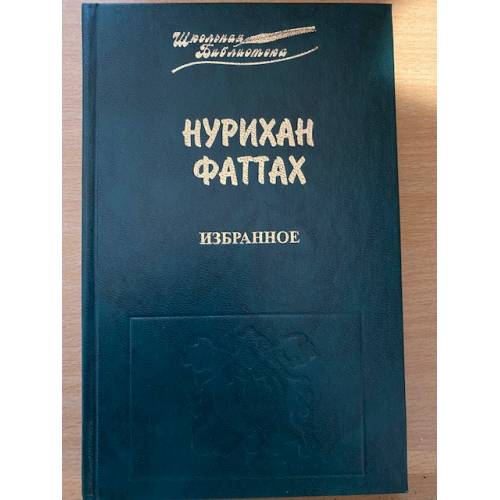 Школьная
Библиотека
НУРИХАН
ФАТТАХ
ИЗБРАННОЕ